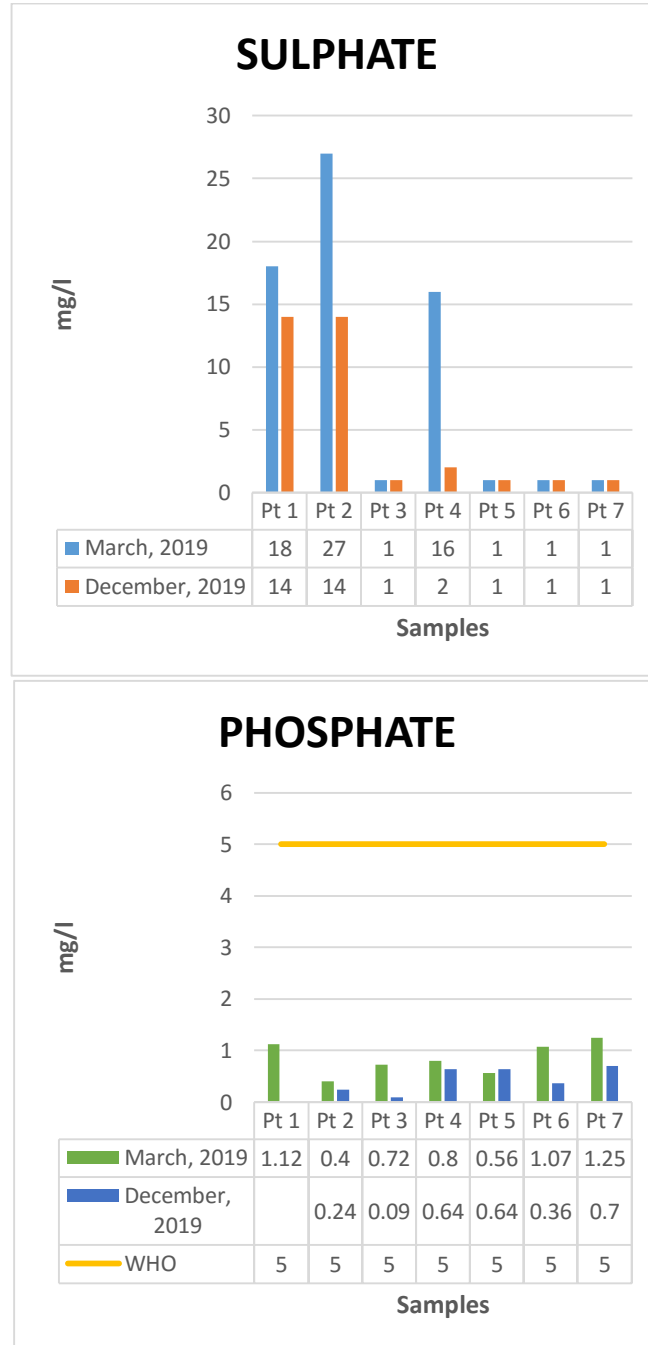 SULPHATE
30
25
20
15
10
5
0
mg/l
Pt 1 Pt 2 Pt 3 Pt 4 Pt 5 Pt 6 Pt 7
March, 2019 18 27 1 16 1 1 1
December, 2019 14 14 1 2 1 1 1
Samples
PHOSPHATE
6
5
4
3
2
1
0
mg/l
Pt 1 Pt 2 Pt 3 Pt 4 Pt 5 Pt 6 Pt 7
March, 2019 1.12 0.4 0.72 0.8 0.56 1.07 1.25
December,
2019 0.24 0.09 0.64 0.64 0.36 0.7
WHO 5 5 5 5 5 5 5
Samples